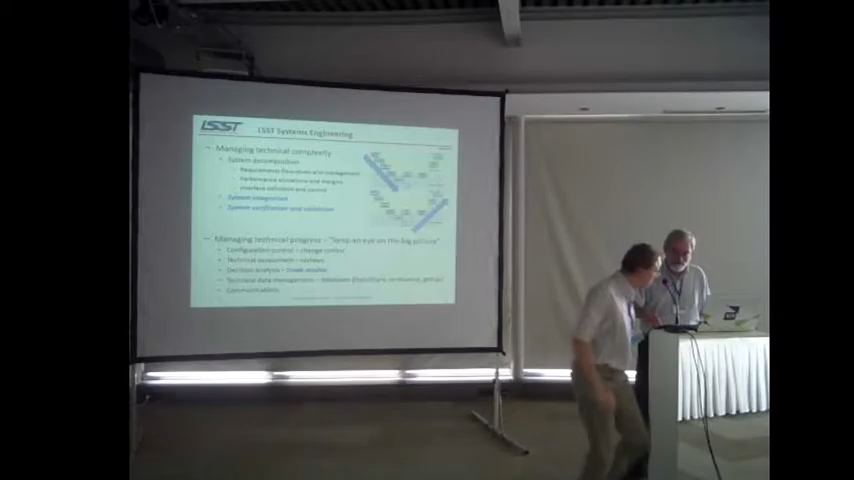 LSST
LSST Systems Engineering
Managing technical complexity
System decomposition
Requirements flowdown and management
Performance allocations and margins
Interface definition and control
System integration
System verification and validation
Managing technical progress – "keep an eye on the big picture"
Configuration control – change control
Technical assessment – reviews
Decision analysis – trade studies
Technical data management –
Communications